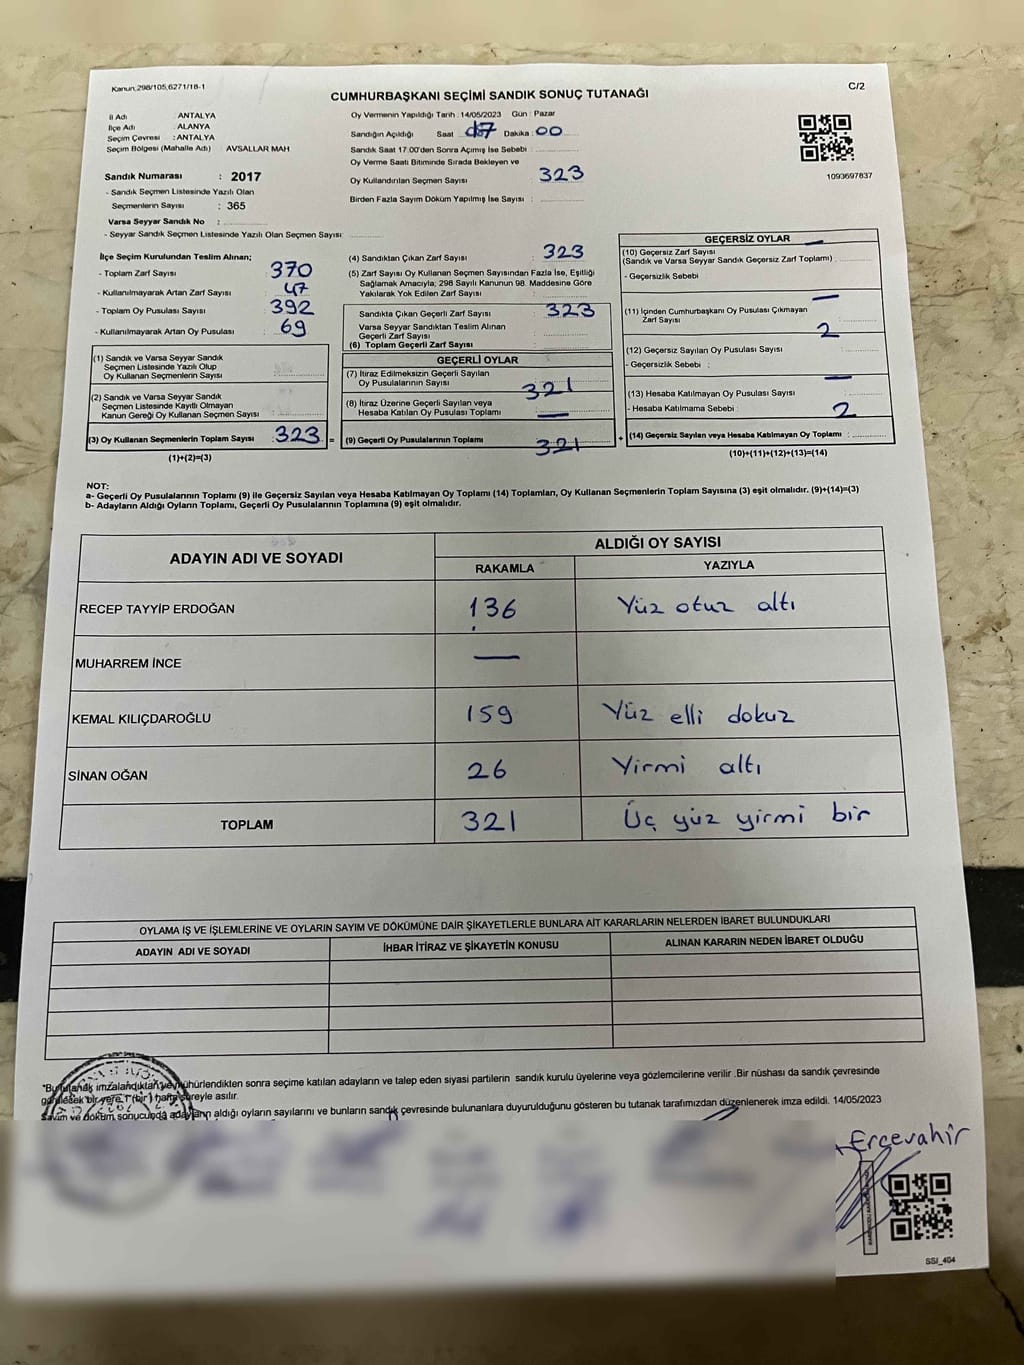 Kanun,298/105,6271/18-1
C/2
CUMHURBAŞKANI SEÇİMİ SANDIK SONUÇ TUTANAĞI
İl Adı : ANTALYA
İlçe Adı : ALANYA
Seçim Çevresi : ANTALYA
Seçim Bölgesi (Mahalle Adı) : AVSALLAR MAH
Sandık Numarası : 2017
- Sandık Seçmen Listesinde Yazılı Olan
Seçmenlerin Sayısı : 365
Varsa Seyyar Sandık No :
- Seyyar Sandık Seçmen Listesinde Yazılı Olan Seçmen Sayısı:
Oy Vermenin Yapıldığı Tarih : 14/05/2023 Gün : Pazar
Sandığın Açıldığı Saat : 17 Dakika : 00
Sandık Saat 17.00'den Sonra Açımış İse Sebebi :
Oy Verme Saati Bitiminde Sırada Bekleyen ve
Oy Kullandırılan Seçmen Sayısı : 323
Birden Fazla Sayım Döküm Yapılmış İse Sayısı :
1093697837
İlçe Seçim Kurulundan Teslim Alınan;
- Toplam Zarf Sayısı : 370
- Kullanılmayarak Artan Zarf Sayısı : 47
- Toplam Oy Pusulası Sayısı : 392
- Kullanılmayarak Artan Oy Pusulası : 69
(1) Sandık ve Varsa Seyyar Sandık
Seçmen Listesinde Yazılı Olup
Oy Kullanan Seçmenlerin Sayısı :
(2) Sandık ve Varsa Seyyar Sandık
Seçmen Listesinde Kayıtlı Olmayan
Kanun Gereği Oy Kullanan Seçmen Sayısı :
(3) Oy Kullanan Seçmenlerin Toplam Sayısı : 323 =
(1)+(2)=(3)
(4) Sandıktan Çıkan Zarf Sayısı : 323
(5) Zarf Sayısı Oy Kullanan Seçmen Sayısından Fazla İse, Eşitliği
Sağlamak Amacıyla; 298 Sayılı Kanunun 98. Maddesine Göre
Yakılarak Yok Edilen Zarf Sayısı :
Sandıkta Çıkan Geçerli Zarf Sayısı : 323
Varsa Seyyar Sandıktan Teslim Alınan
Geçerli Zarf Sayısı :
(6) Toplam Geçerli Zarf Sayısı :
GEÇERLİ OYLAR
(7) İtiraz Edilmeksizin Geçerli Sayılan
Oy Pusulalarının Sayısı : 321
(8) İtiraz Üzerine Geçerli Sayılan veya
Hesaba Katılan Oy Pusulası Toplamı : —
(9) Geçerli Oy Pusulalarının Toplamı : 321 +
GEÇERSİZ OYLAR
(10) Geçersiz Zarf Sayısı
(Sandık ve Varsa Seyyar Sandık Geçersiz Zarf Toplamı) : —
- Geçersizlik Sebebi :
(11) İçinden Cumhurbaşkanı Oy Pusulası Çıkmayan
Zarf Sayısı : —
(12) Geçersiz Sayılan Oy Pusulası Sayısı : 2
- Geçersizlik Sebebi :
(13) Hesaba Katılmayan Oy Pusulası Sayısı : —
- Hesaba Katılmama Sebebi :
(14) Geçersiz Sayılan veya Hesaba Katılmayan Oy Toplamı : 2
(10)+(11)+(12)+(13)=(14)
NOT:
a- Geçerli Oy Pusulalarının Toplamı (9) ile Geçersiz Sayılan veya Hesaba Katılmayan Oy Toplamı (14) Toplamları, Oy Kullanan Seçmenlerin Toplam Sayısına (3) eşit olmalıdır. (9)+(14)=(3)
b- Adayların Aldığı Oyların Toplamı, Geçerli Oy Pusulalarının Toplamına (9) eşit olmalıdır.
ADAYIN ADI VE SOYADI ALDIĞI OY SAYISI
RAKAMLA YAZIYLA
RECEP TAYYİP ERDOĞAN 136 Yüz otuz altı
MUHARREM İNCE —
KEMAL KILIÇDAROĞLU 159 Yüz elli dokuz
SİNAN OĞAN 26 Yirmi altı
TOPLAM 321 Üç yüz yirmi bir
OYLAMA İŞ VE İŞLEMLERİNE VE OYLARIN SAYIM VE DÖKÜMÜNE DAİR ŞİKAYETLERLE BUNLARA AİT KARARLARIN NELERDEN İBARET BULUNDUKLARI
ADAYIN ADI VE SOYADI İHBAR İTİRAZ VE ŞİKAYETİN KONUSU ALINAN KARARIN NEDEN İBARET OLDUĞU
*Bu tutanak imzalandıktan ve mühürlendikten sonra seçime katılan adayların ve talep eden siyasi partilerin sandık kurulu üyelerine veya gözlemcilerine verilir .Bir nüshası da sandık çevresinde
görülecek bir yere 1 (bir ) hafta süreyle asılır.
Sayım ve döküm sonucunda adayların aldığı oyların sayılarını ve bunların sandık çevresinde bulunanlara duyurulduğunu gösteren bu tutanak tarafımızdan düzenlenerek imza edildi. 14/05/2023
Ercevahir
SSI_404